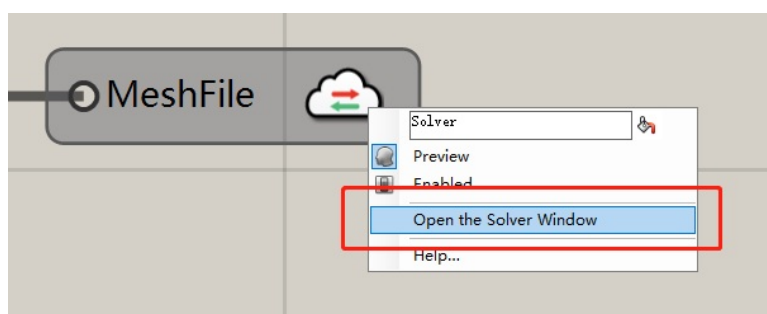 MeshFile
Solver
Preview
Enabled
Open the Solver Window
Help...